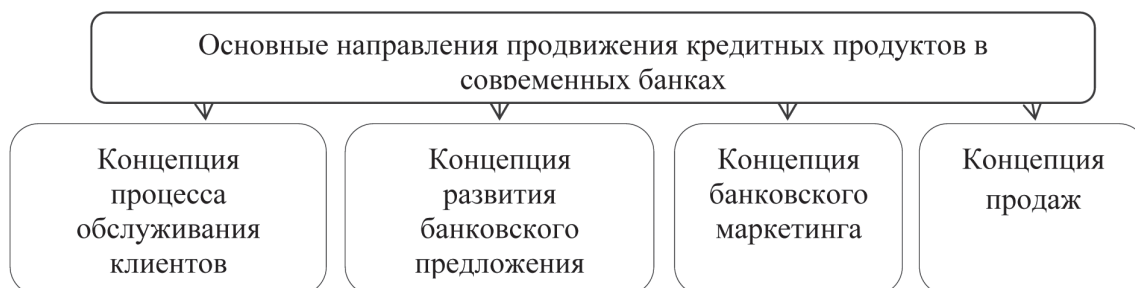 Основные направления продвижения кредитных продуктов в
современных банках
Концепция
процесса
обслуживания
клиентов
Концепция
развития
банковского
предложения
Концепция
банковского
маркетинга
Концепция
продаж